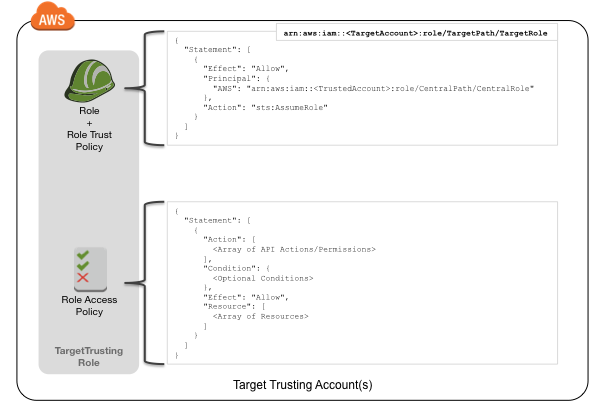 AWS
arn:aws:iam::<TargetAccount>:role/TargetPath/TargetRole
{
"Statement": [
{
"Effect": "Allow",
"Principal": {
"AWS": "arn:aws:iam::<TrustedAccount>:role/CentralPath/CentralRole"
},
"Action": "sts:AssumeRole"
}
]
}
Role
+
Role Trust
Policy
{
"Statement": [
{
"Action": [
<Array of API Actions/Permissions>
],
"Condition": {
<Optional Conditions>
},
"Effect": "Allow",
"Resource": [
<Array of Resources>
]
}
]
}
Role Access
Policy
TargetTrusting
Role
Target Trusting Account(s)